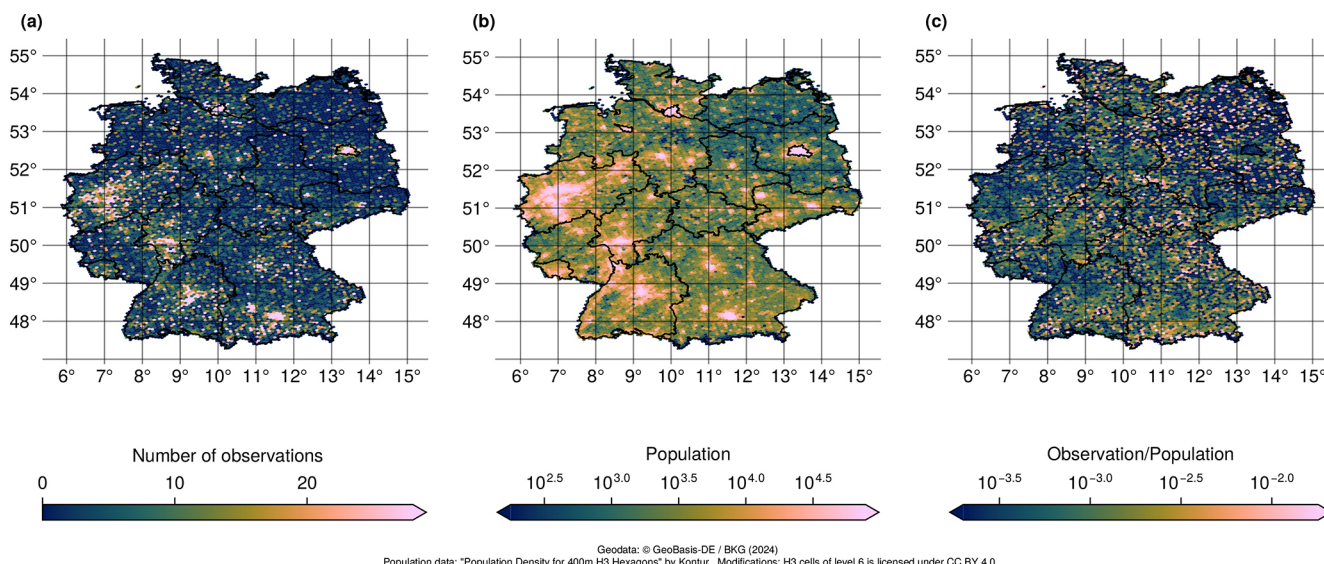 (a) (b) (c)
55° 55° 55°
54° 54° 54°
53° 53° 53°
52° 52° 52°
51° 51° 51°
50° 50° 50°
49° 49° 49°
48° 48° 48°
6° 7° 8° 9° 10° 11° 12° 13° 14° 15° 6° 7° 8° 9° 10° 11° 12° 13° 14° 15° 6° 7° 8° 9° 10° 11° 12° 13° 14° 15°
Number of observations Population Observation/Population
0 10 20 10^2.5 10^3.0 10^3.5 10^4.0 10^4.5 10^−3.5 10^−3.0 10^−2.5 10^−2.0
Geodata: © GeoBasis-DE / BKG (2024)
Population data: "Population Density for 400m H3 Hexagons" by Kontur. Modifications: H3 cells of level 6 is licensed under CC BY 4.0